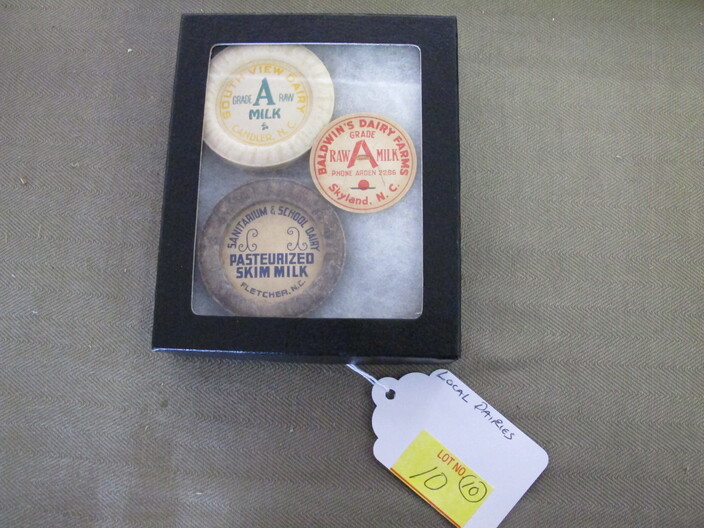 SOUTH VIEW DAIRY
GRADE A RAW
MILK
CANDLER, N.C.
BALDWIN'S DAIRY FARMS
GRADE
RAW A MILK
PHONE ARDEN 2206
Skyland, N.C.
SANITARIUM & SCHOOL DAIRY
PASTEURIZED
SKIM MILK
FLETCHER, N.C.
LOCAL DAIRIES
LOT NO. 10
10